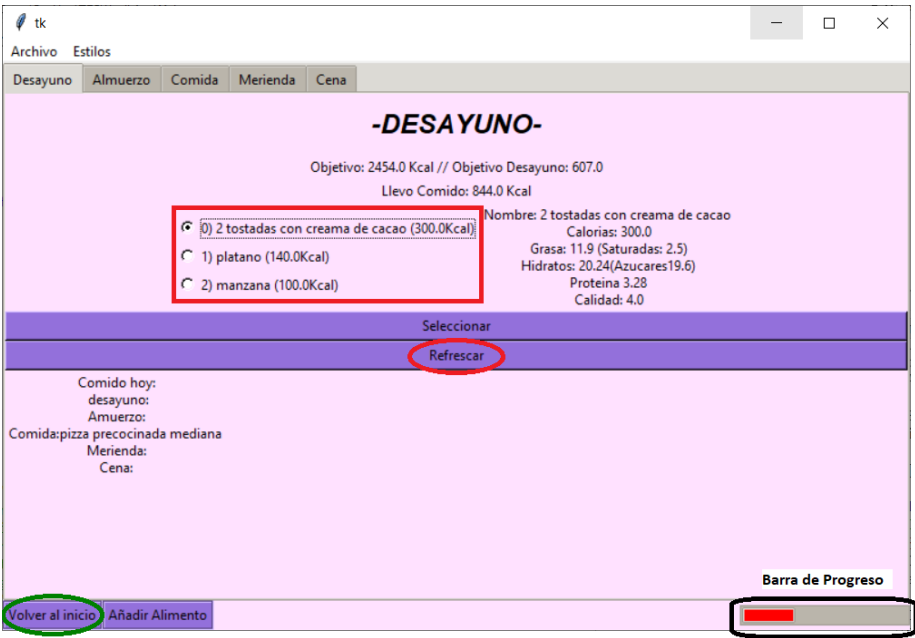 tk
Archivo Estilos
Desayuno Almuerzo Comida Merienda Cena
-DESAYUNO-
Objetivo: 2454.0 Kcal // Objetivo Desayuno: 607.0
Llevo Comido: 844.0 Kcal
0) 2 tostadas con creama de cacao (300.0Kcal)
1) platano (140.0Kcal)
2) manzana (100.0Kcal)
Nombre: 2 tostadas con creama de cacao
Calorias: 300.0
Grasa: 11.9 (Saturadas: 2.5)
Hidratos: 20.24(Azucares19.6)
Proteina 3.28
Calidad: 4.0
Seleccionar
Refrescar
Comido hoy:
desayuno:
Amuerzo:
Comida:pizza precocinada mediana
Merienda:
Cena:
Barra de Progreso
Volver al inicio Añadir Alimento